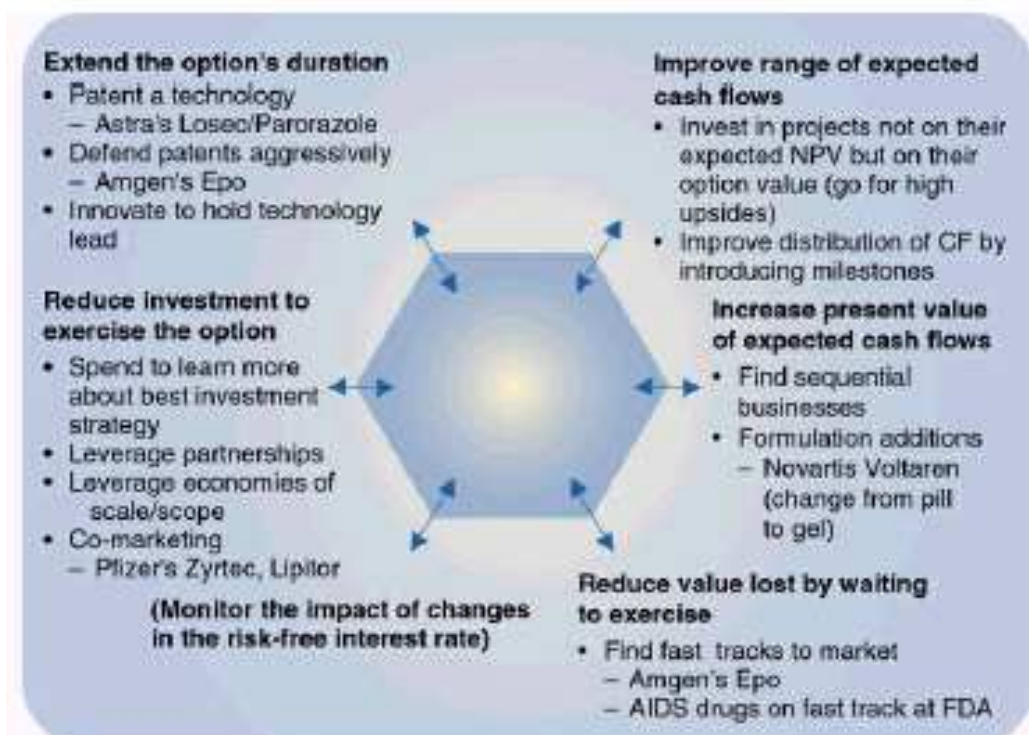 Extend the option's duration
• Patent a technology
– Astra's Losec/Parorazole
• Defend patents aggressively
– Amgen's Epo
• Innovate to hold technology
lead
Reduce investment to
exercise the option
• Spend to learn more
about best investment
strategy
• Leverage partnerships
• Leverage economies of
scale/scope
• Co-marketing
– Pfizer's Zyrtec, Lipitor
(Monitor the impact of changes
in the risk-free interest rate)
Improve range of expected
cash flows
• Invest in projects not on their
expected NPV but on their
option value (go for high
upsides)
• Improve distribution of CF by
introducing milestones
Increase present value
of expected cash flows
• Find sequential
businesses
• Formulation additions
– Novartis Voltaren
(change from pill
to gel)
Reduce value lost by waiting
to exercise
• Find fast tracks to market
– Amgen's Epo
– AIDS drugs on fast track at FDA